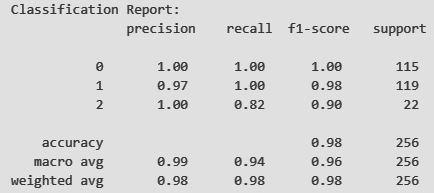 Classification Report:
precision recall f1-score support
0 1.00 1.00 1.00 115
1 0.97 1.00 0.98 119
2 1.00 0.82 0.90 22
accuracy 0.98 256
macro avg 0.99 0.94 0.96 256
weighted avg 0.98 0.98 0.98 256